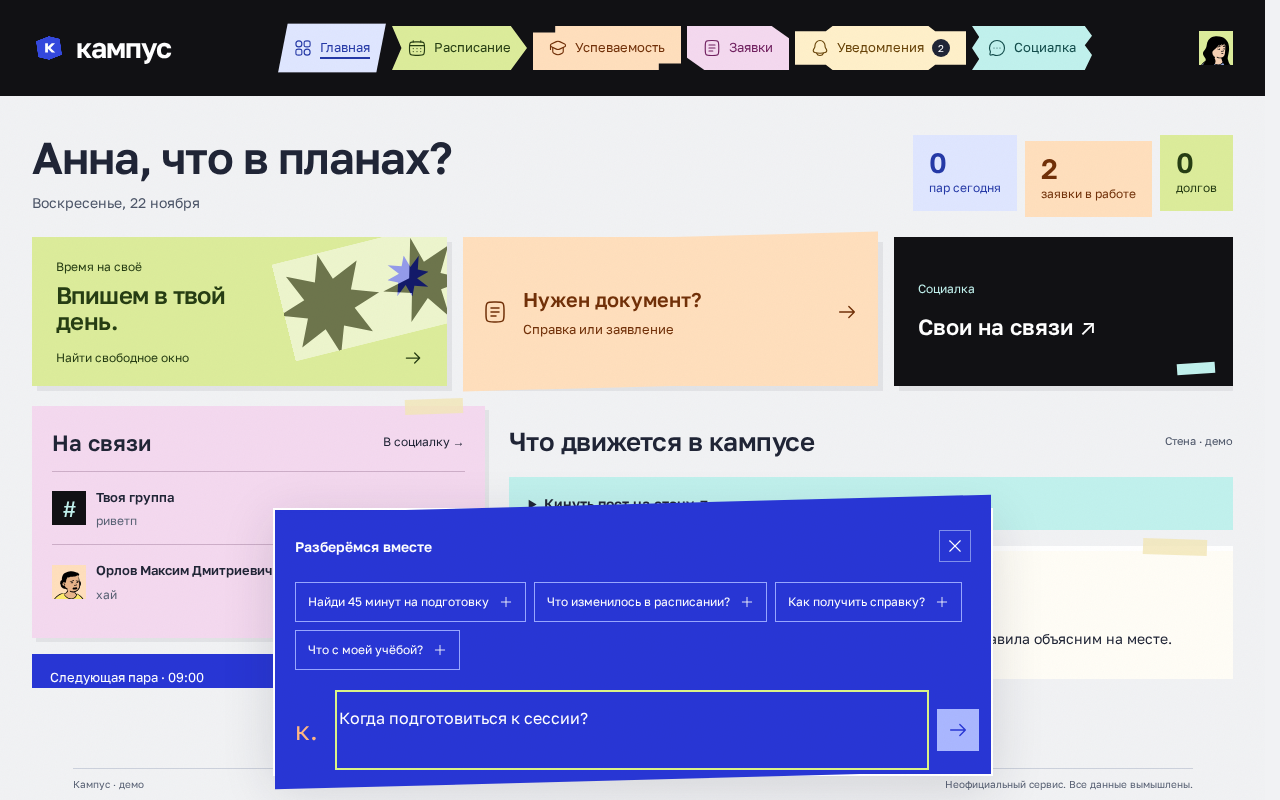 кампус
Главная
Расписание
Успеваемость
Заявки
Уведомления 2
Социалка
Анна, что в планах?
Воскресенье, 22 ноября
0
пар сегодня
2
заявки в работе
0
долгов
Время на своё
Впишем в твой
день.
Найти свободное окно
Нужен документ?
Справка или заявление
Социалка
Свои на связи
На связи
В социалку →
Твоя группа
риветп
Орлов Максим Дмитриевич
хай
Следующая пара · 09:00
Что движется в кампусе
Стена · демо
Кинуть пост на стену
объясним на месте.
Разберёмся вместе
Найди 45 минут на подготовку
Что изменилось в расписании?
Как получить справку?
Что с моей учёбой?
к.
Когда подготовиться к сессии?
Кампус · демо
Неофициальный сервис. Все данные вымышлены.